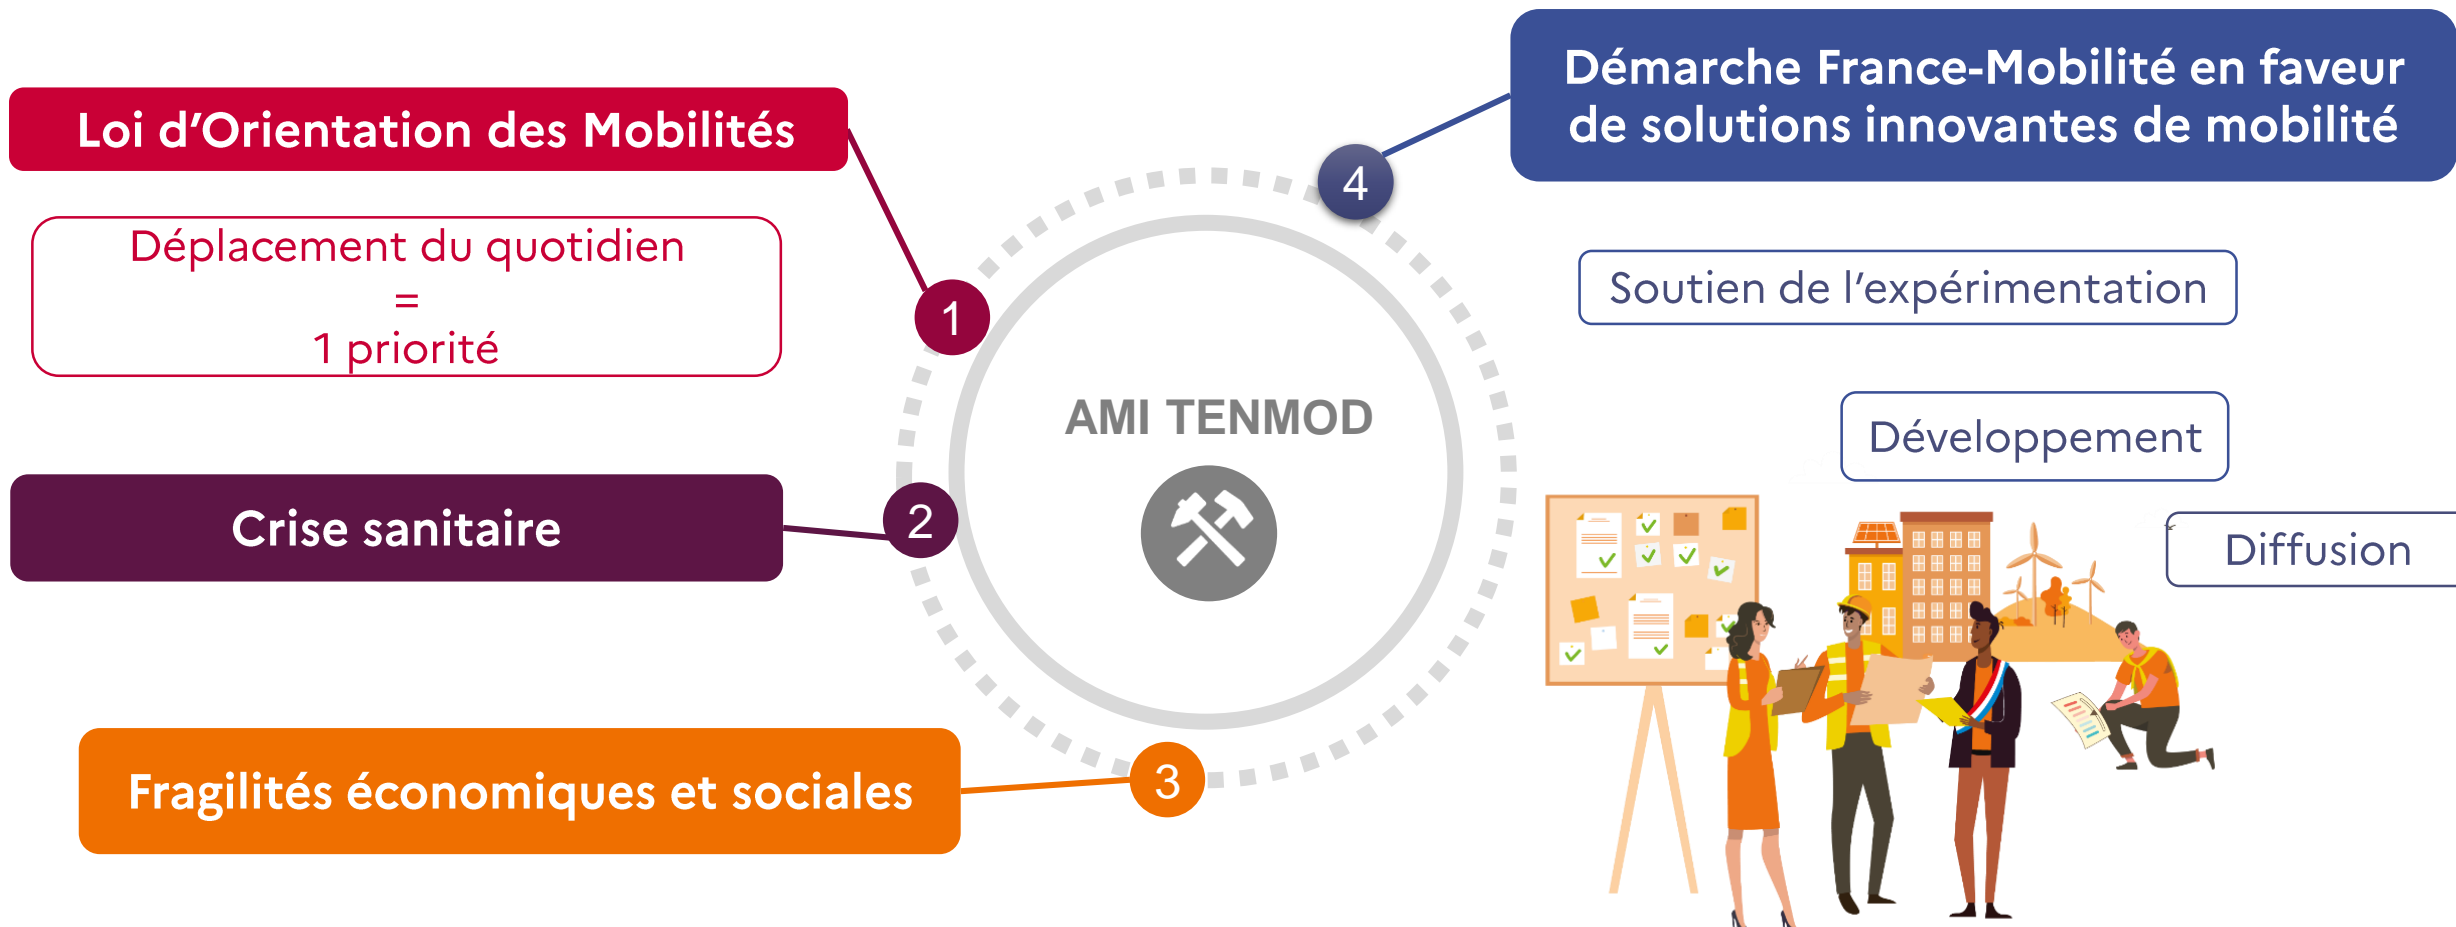 Loi d’Orientation des Mobilités
Déplacement du quotidien
=
1 priorité
1
Crise sanitaire
2
Fragilités économiques et sociales
3
AMI TENMOD
4
Démarche France-Mobilité en faveur
de solutions innovantes de mobilité
Soutien de l’expérimentation
Développement
Diffusion